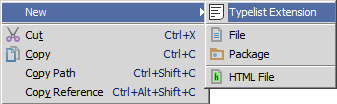 New
Cut Ctrl+X
Copy Ctrl+C
Copy Path Ctrl+Shift+C
Copy Reference Ctrl+Alt+Shift+C
Typelist Extension
File
Package
HTML File